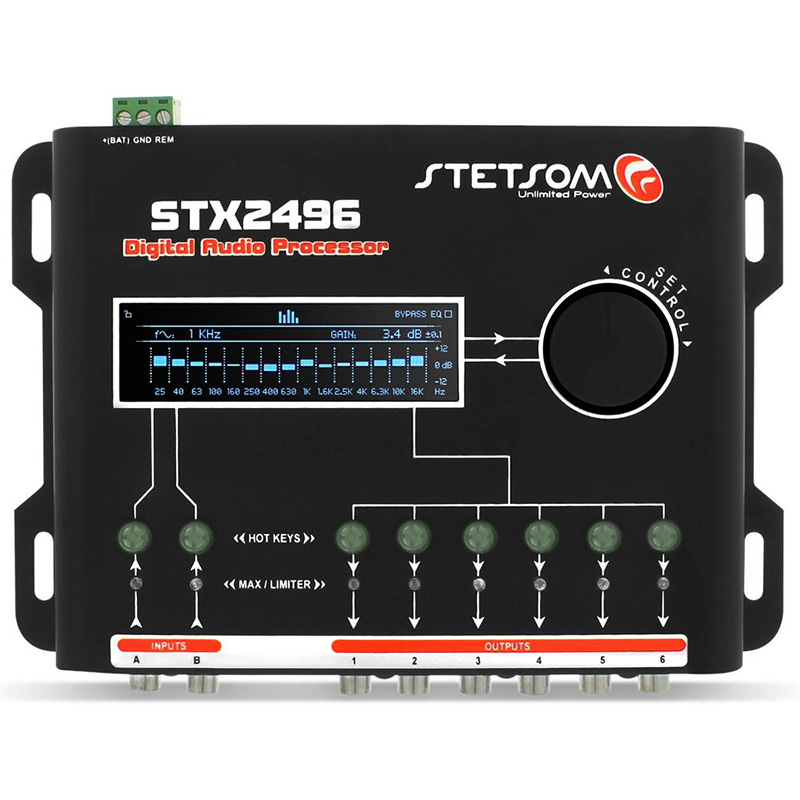 +(BAT) GND REM
STETSOM
Unlimited Power
STX2496
Digital Audio Processor
SET
CONTROL
BYPASS EQ
1 KHz GAIN: 3.4 dB ±0.1
+12
0 dB
-12
25 40 63 100 160 250 400 630 1K 1.6K 2.5K 4K 6.3K 10K 16K Hz
HOT KEYS
MAX / LIMITER
INPUTS OUTPUTS
A B 1 2 3 4 5 6